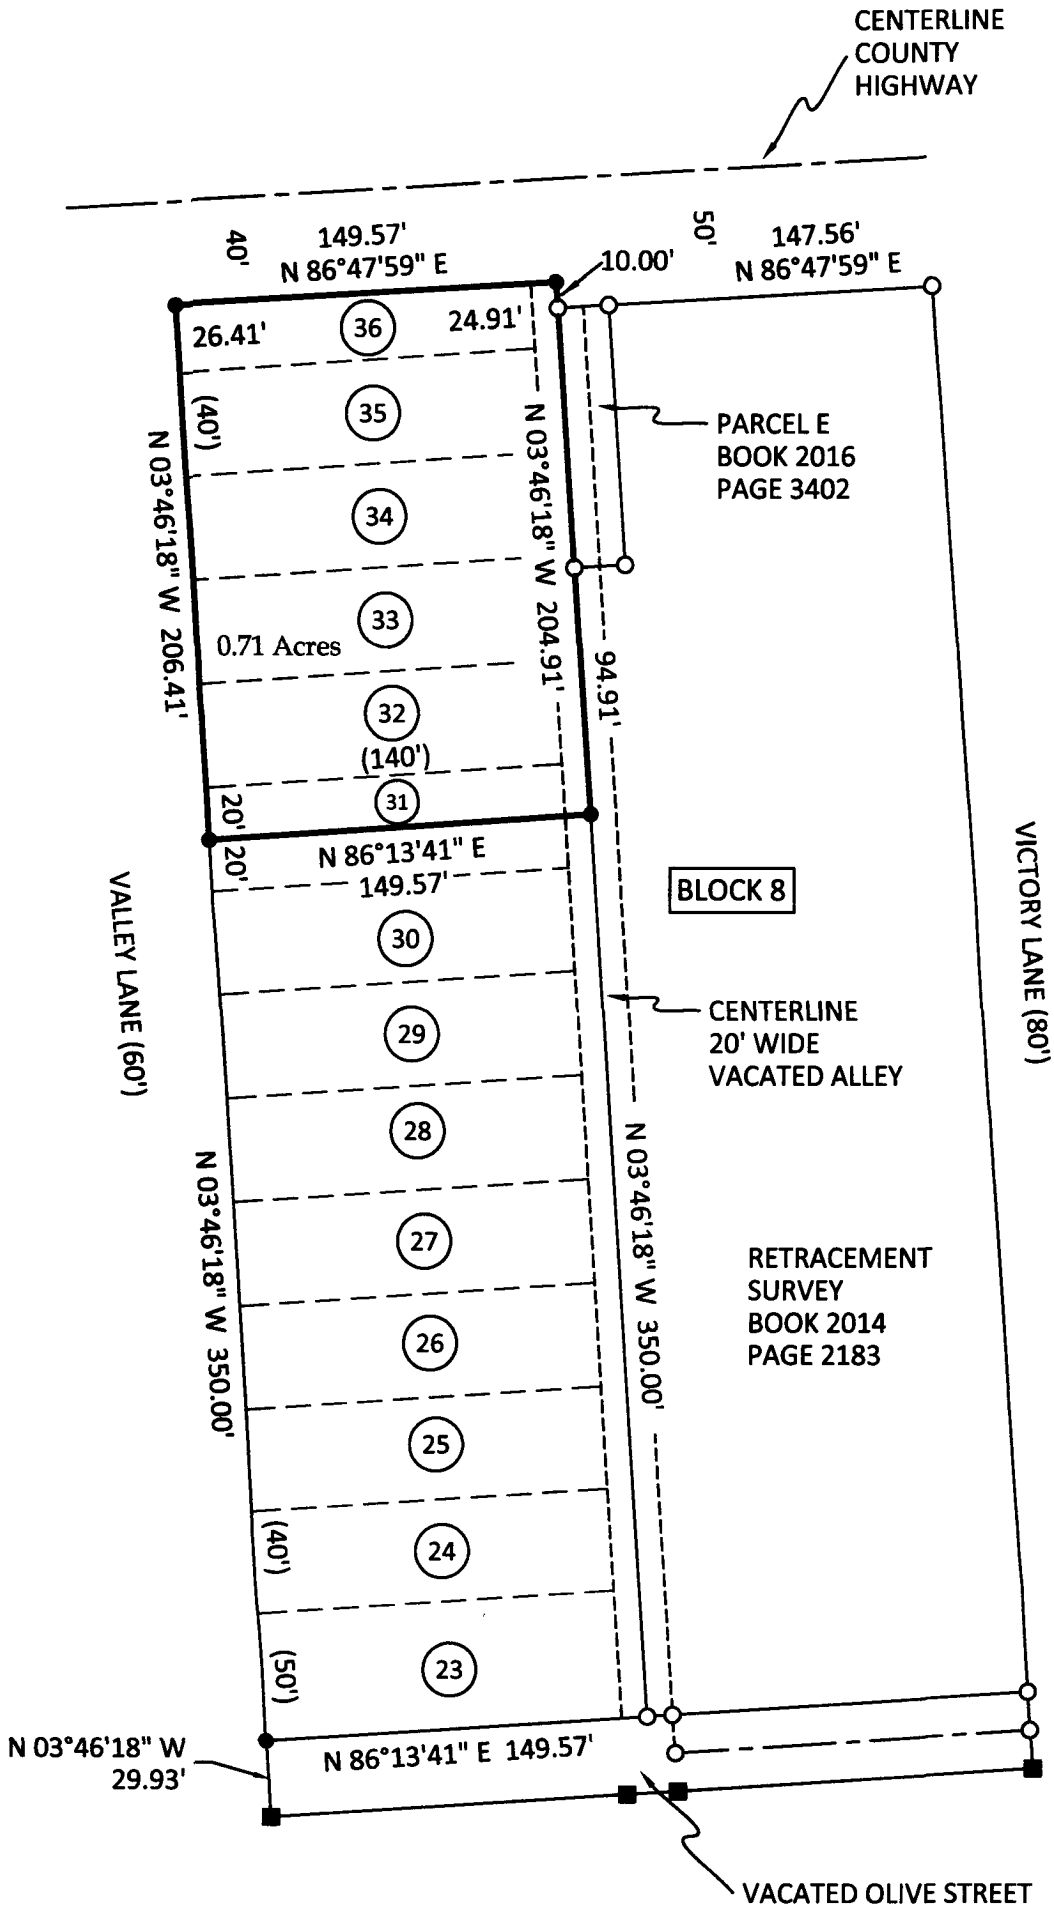 CENTERLINE
COUNTY
HIGHWAY
40'
149.57'
N 86°47'59" E
10.00'
50'
147.56'
N 86°47'59" E
26.41'
36
24.91'
(40')
35
N 03°46'18" W 206.41'
N 03°46'18" W 204.91'
PARCEL E
BOOK 2016
PAGE 3402
34
33
0.71 Acres
94.91'
32
(140')
31
20'
20'
N 86°13'41" E
149.57'
BLOCK 8
VALLEY LANE (60')
VICTORY LANE (80')
30
29
CENTERLINE
20' WIDE
VACATED ALLEY
28
N 03°46'18" W 350.00'
N 03°46'18" W 350.00'
27
RETRACEMENT
SURVEY
BOOK 2014
PAGE 2183
26
25
(40')
24
(50')
23
N 03°46'18" W
29.93'
N 86°13'41" E 149.57'
VACATED OLIVE STREET